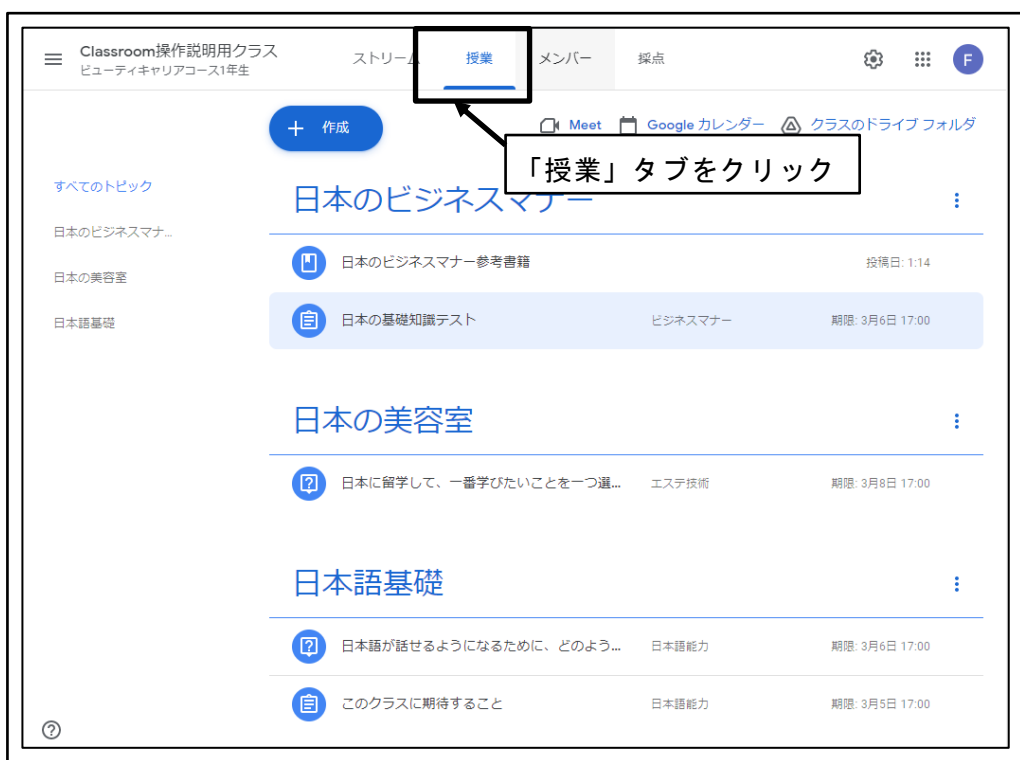 Classroom操作説明用クラス
ビューティキャリアコース1年生
ストリーム 授業 メンバー 採点
F
作成
Meet Google カレンダー クラスのドライブ フォルダ
「授業」タブをクリック
すべてのトピック
日本のビジネスマナ...
日本の美容室
日本語基礎
日本のビジネスマナー
日本のビジネスマナー参考書籍 投稿日: 1:14
日本の基礎知識テスト ビジネスマナー 期限: 3月6日 17:00
日本の美容室
日本に留学して、一番学びたいことを一つ選... エステ技術 期限: 3月8日 17:00
日本語基礎
日本語が話せるようになるために、どのよう... 日本語能力 期限: 3月6日 17:00
このクラスに期待すること 日本語能力 期限: 3月5日 17:00